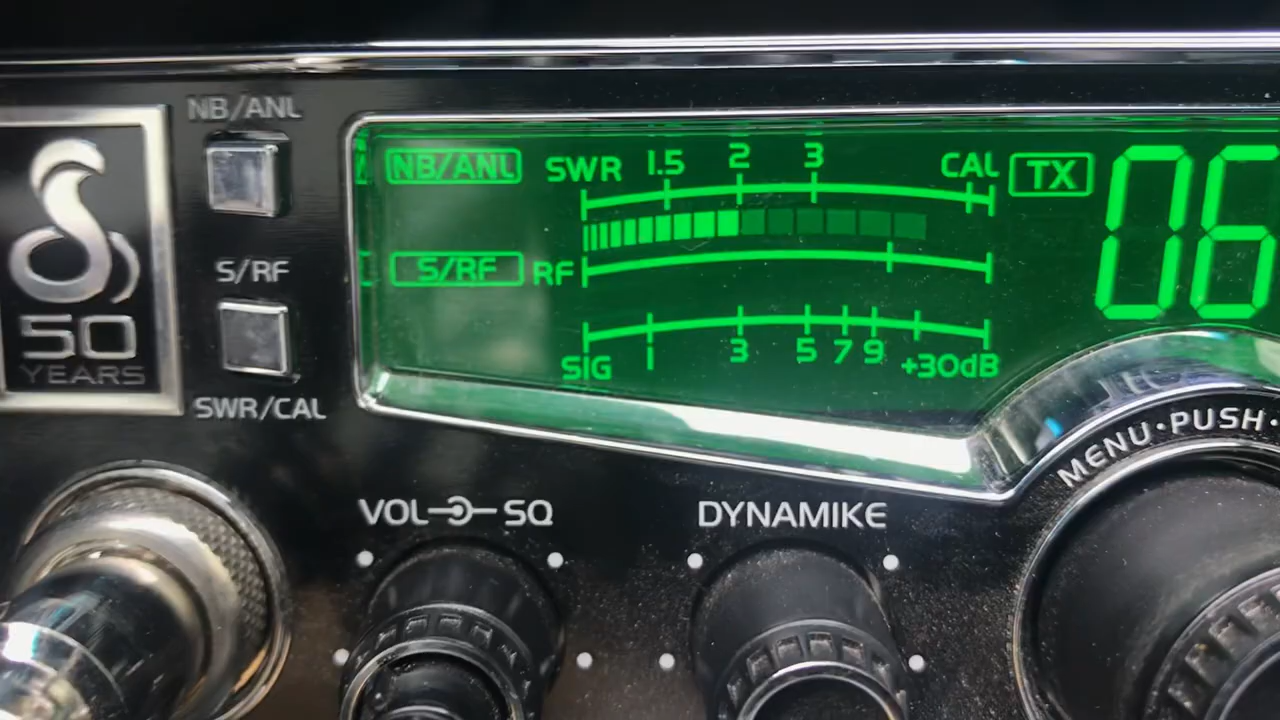 NB/ANL
NB/ANL
SWR 1.5 2 3 CAL
TX
06
S/RF
S/RF
RF
50
YEARS
1 3 5 7 9 +30dB
SIG
SWR/CAL
MENU•PUSH•
VOL SQ
DYNAMIKE